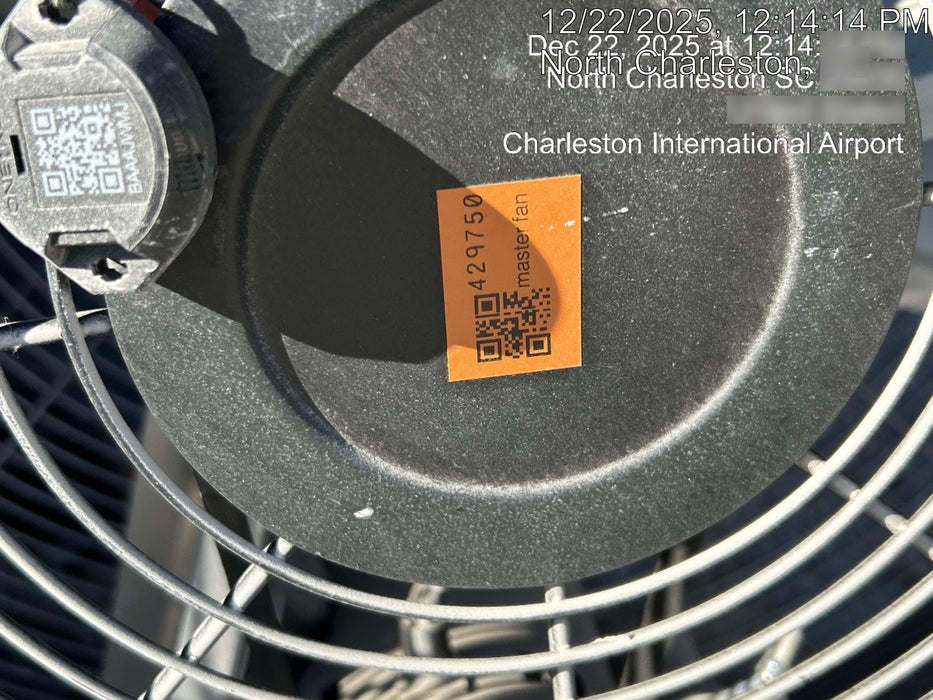 12/22/2025, 12:14:14 PM
Dec 22, 2025 at 12:14:
North Charleston,
North Charleston SC
Charleston International Airport
429750
master fan
BAAAJVVMJ